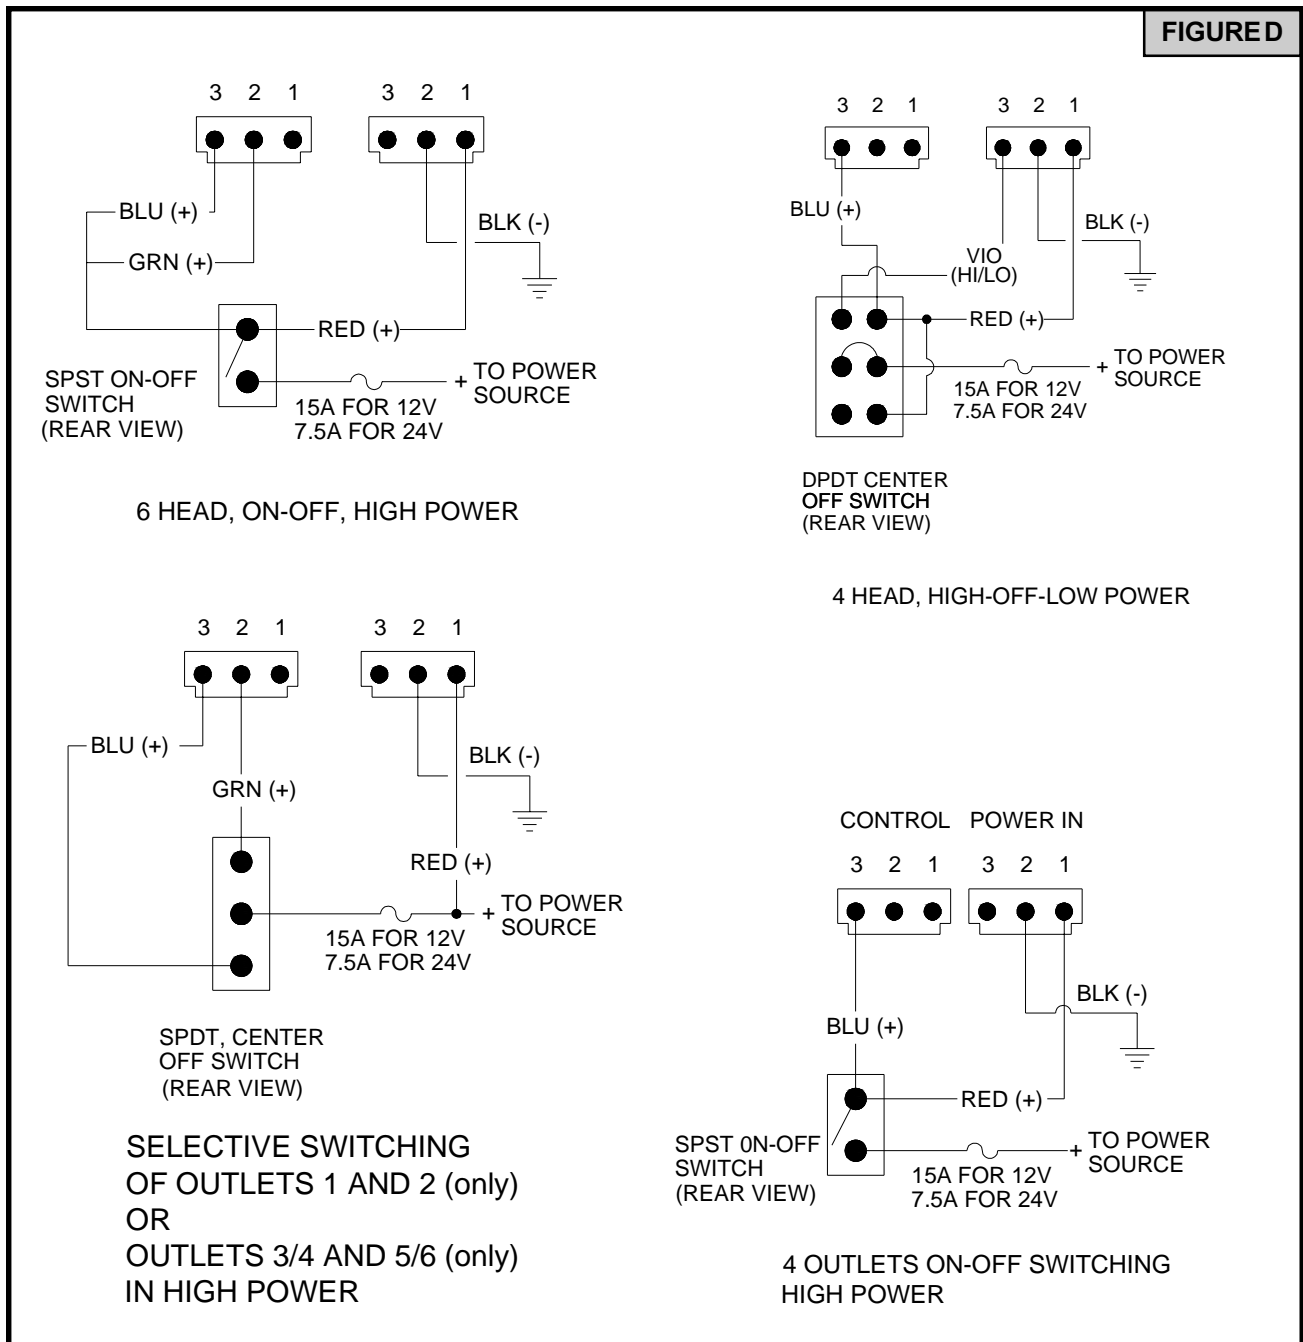 FIGURE D
3 2 1
3 2 1
BLU (+)
GRN (+)
BLK (-)
RED (+)
SPST ON-OFF
SWITCH
(REAR VIEW)
+ TO POWER
SOURCE
15A FOR 12V
7.5A FOR 24V
6 HEAD, ON-OFF, HIGH POWER
3 2 1
3 2 1
BLU (+)
BLK (-)
VIO
(HI/LO)
RED (+)
+ TO POWER
SOURCE
15A FOR 12V
7.5A FOR 24V
DPDT CENTER
OFF SWITCH
(REAR VIEW)
4 HEAD, HIGH-OFF-LOW POWER
3 2 1
3 2 1
BLU (+)
BLK (-)
GRN (+)
RED (+)
+ TO POWER
SOURCE
15A FOR 12V
7.5A FOR 24V
SPDT, CENTER
OFF SWITCH
(REAR VIEW)
SELECTIVE SWITCHING
OF OUTLETS 1 AND 2 (only)
OR
OUTLETS 3/4 AND 5/6 (only)
IN HIGH POWER
CONTROL POWER IN
3 2 1
3 2 1
BLK (-)
BLU (+)
RED (+)
SPST 0N-OFF
SWITCH
(REAR VIEW)
+ TO POWER
SOURCE
15A FOR 12V
7.5A FOR 24V
4 OUTLETS ON-OFF SWITCHING
HIGH POWER